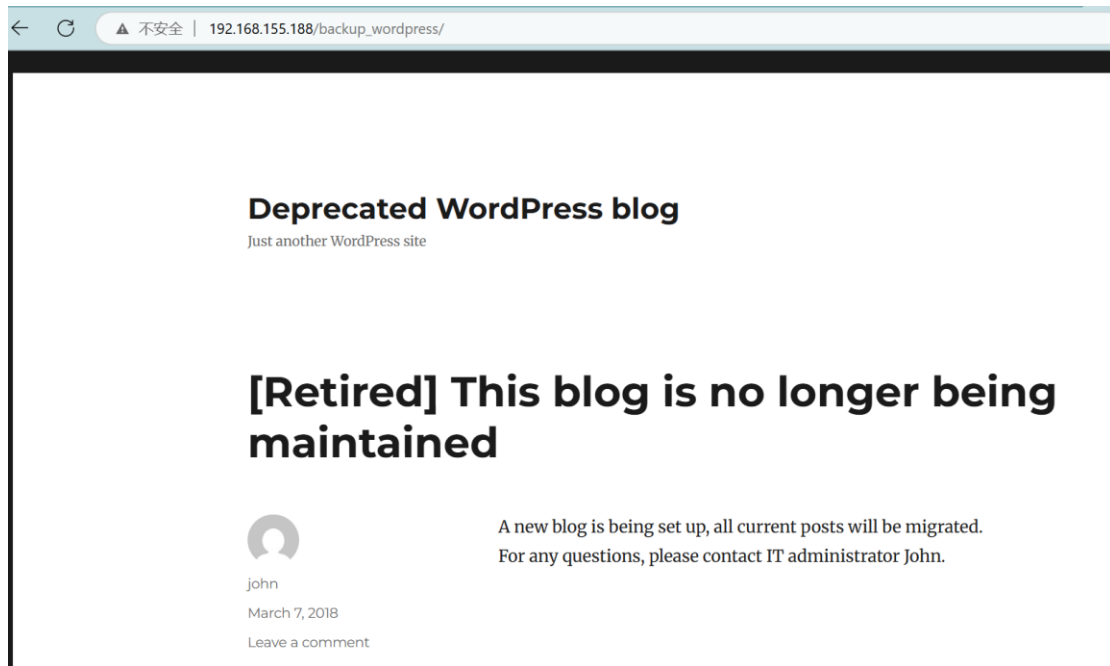 不安全 | 192.168.155.188/backup_wordpress/
Deprecated WordPress blog
Just another WordPress site
[Retired] This blog is no longer being
maintained
A new blog is being set up, all current posts will be migrated.
For any questions, please contact IT administrator John.
john
March 7, 2018
Leave a comment